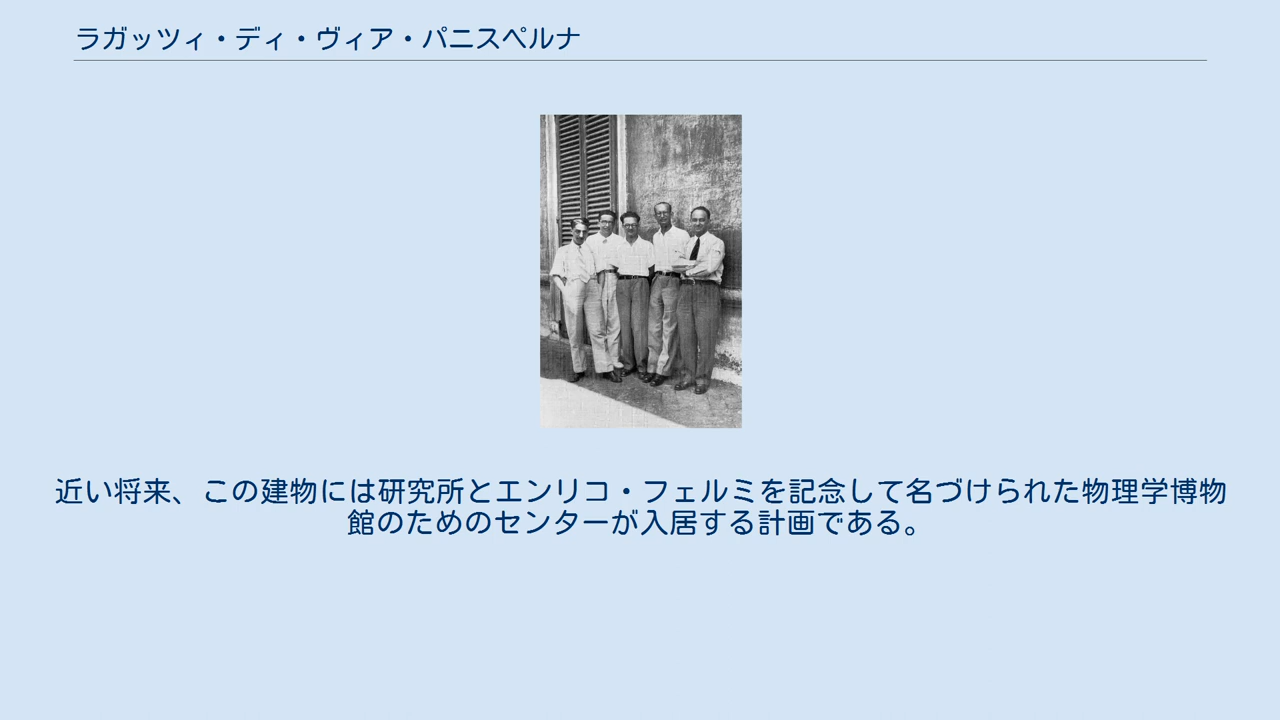 ラガッツィ・ディ・ヴィア・パニスペルナ
近い将来、この建物には研究所とエンリコ・フェルミを記念して名づけられた物理学博物
館のためのセンターが入居する計画である。